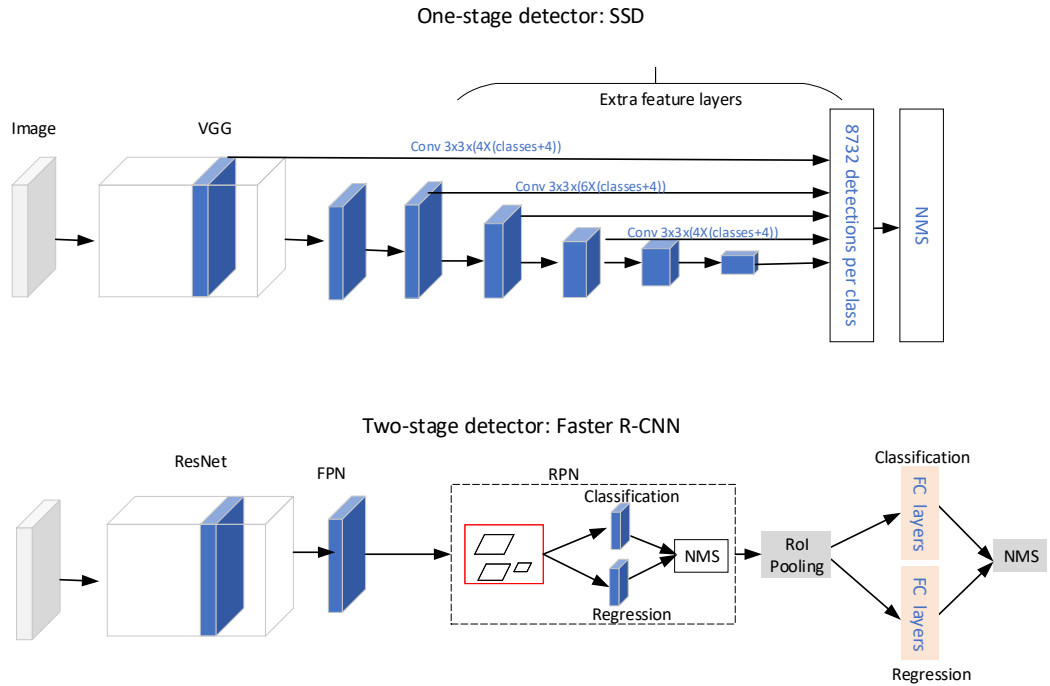 One-stage detector: SSD
Extra feature layers
Image
VGG
Conv 3x3x(4X(classes+4))
Conv 3x3x(6X(classes+4))
Conv 3x3x(4X(classes+4))
8732 detections per class
NMS
Two-stage detector: Faster R-CNN
ResNet
FPN
RPN
Classification
NMS
Regression
RoI
Pooling
Classification
FC
layers
FC
layers
Regression
NMS